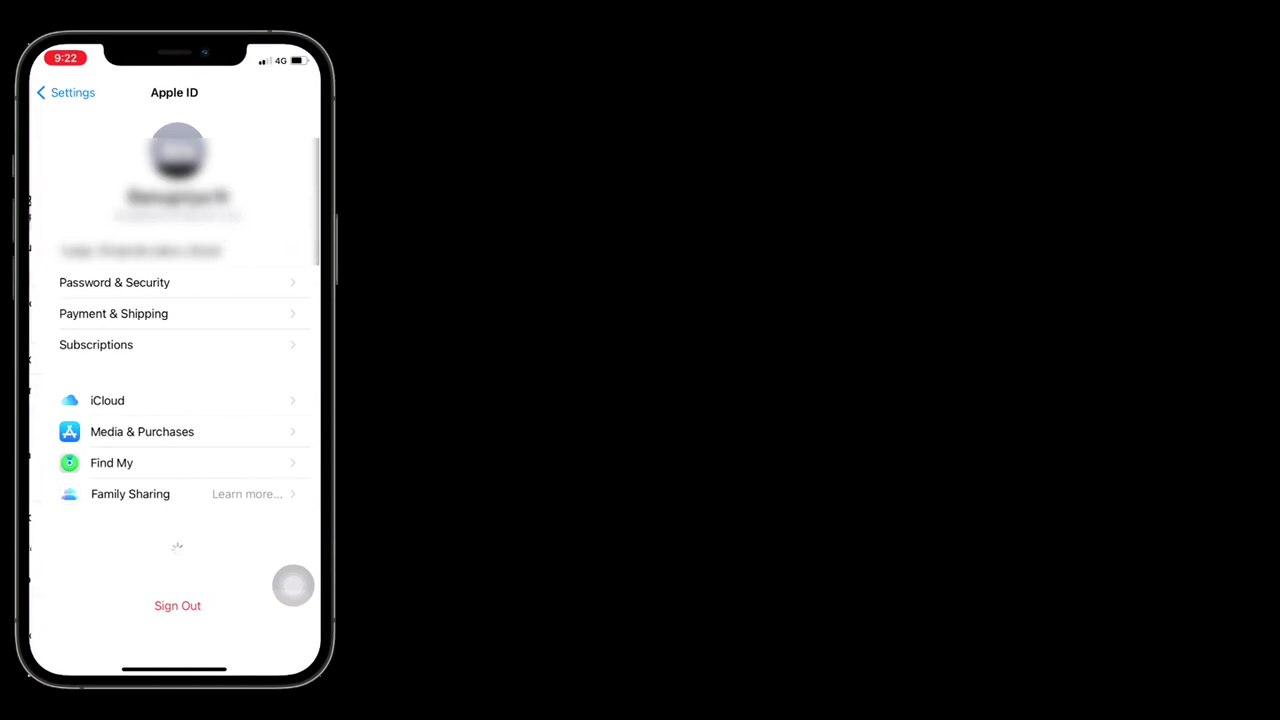 9:22
4G
Settings
Apple ID
Password & Security
Payment & Shipping
Subscriptions
iCloud
Media & Purchases
Find My
Family Sharing Learn more...
Sign Out